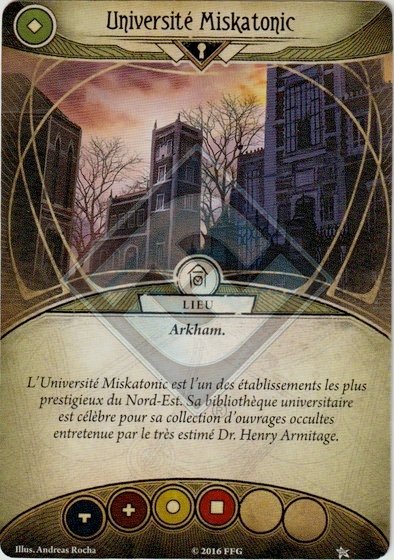 Université Miskatonic
LIEU
Arkham.
L'Université Miskatonic est l'un des établissements les plus
prestigieux du Nord-Est. Sa bibliothèque universitaire
est célèbre pour sa collection d'ouvrages occultes
entretenue par le très estimé Dr. Henry Armitage.
Illus. Andreas Rocha
© 2016 FFG